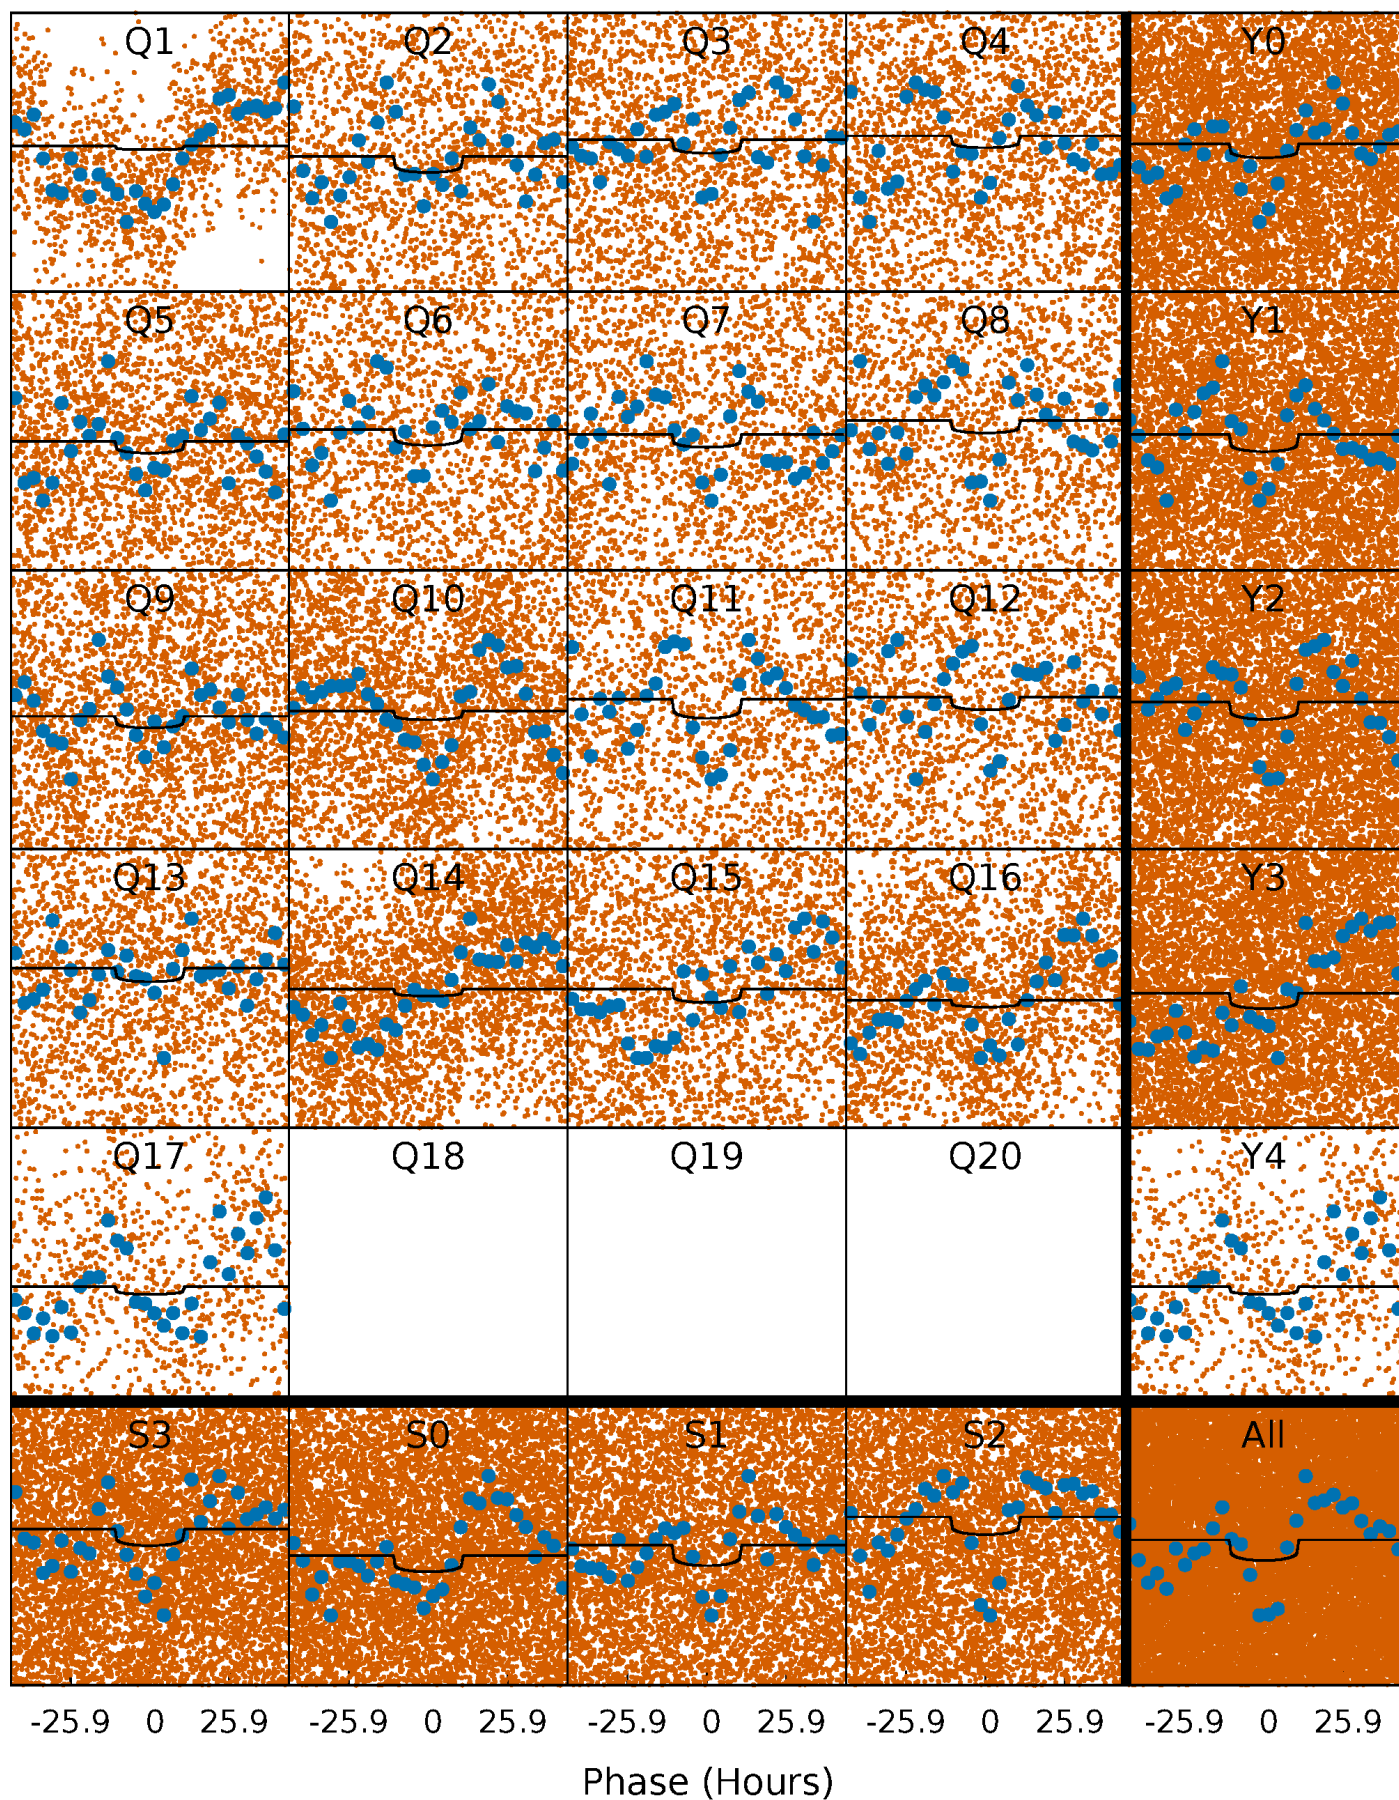 Q1 Q2 Q3 Q4 Y0
Q5 Q6 Q7 Q8 Y1
Q9 Q10 Q11 Q12 Y2
Q13 Q14 Q15 Q16 Y3
Q17 Q18 Q19 Q20 Y4
S3 S0 S1 S2 All
-25.9 0 25.9 -25.9 0 25.9 -25.9 0 25.9 -25.9 0 25.9 -25.9 0 25.9
Phase (Hours)